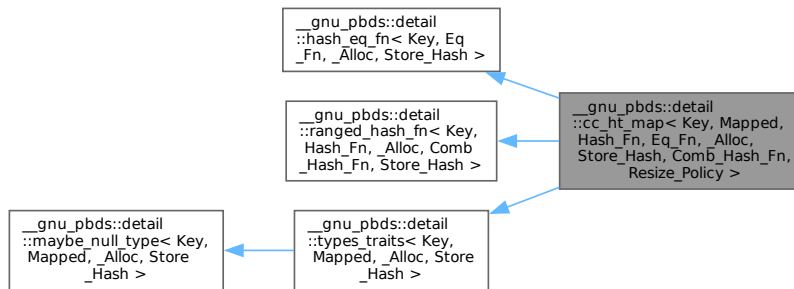 __gnu_pbds::detail
::hash_eq_fn< Key, Eq
_Fn, _Alloc, Store_Hash >
__gnu_pbds::detail
::ranged_hash_fn< Key,
Hash_Fn, _Alloc, Comb
_Hash_Fn, Store_Hash >
__gnu_pbds::detail
::cc_ht_map< Key, Mapped,
Hash_Fn, Eq_Fn, _Alloc,
Store_Hash, Comb_Hash_Fn,
Resize_Policy >
__gnu_pbds::detail
::maybe_null_type< Key,
Mapped, _Alloc, Store
_Hash >
__gnu_pbds::detail
::types_traits< Key,
Mapped, _Alloc, Store
_Hash >